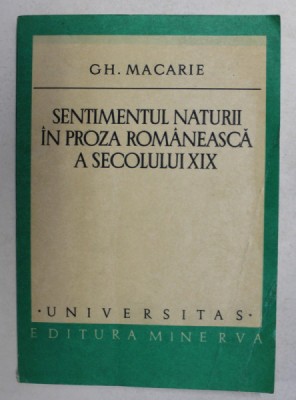 GH. MACARIE
SENTIMENTUL NATURII
ÎN PROZA ROMÂNEASCĂ
A SECOLULUI XIX
· UNIVERSITAS ·
EDITURA MINERVA